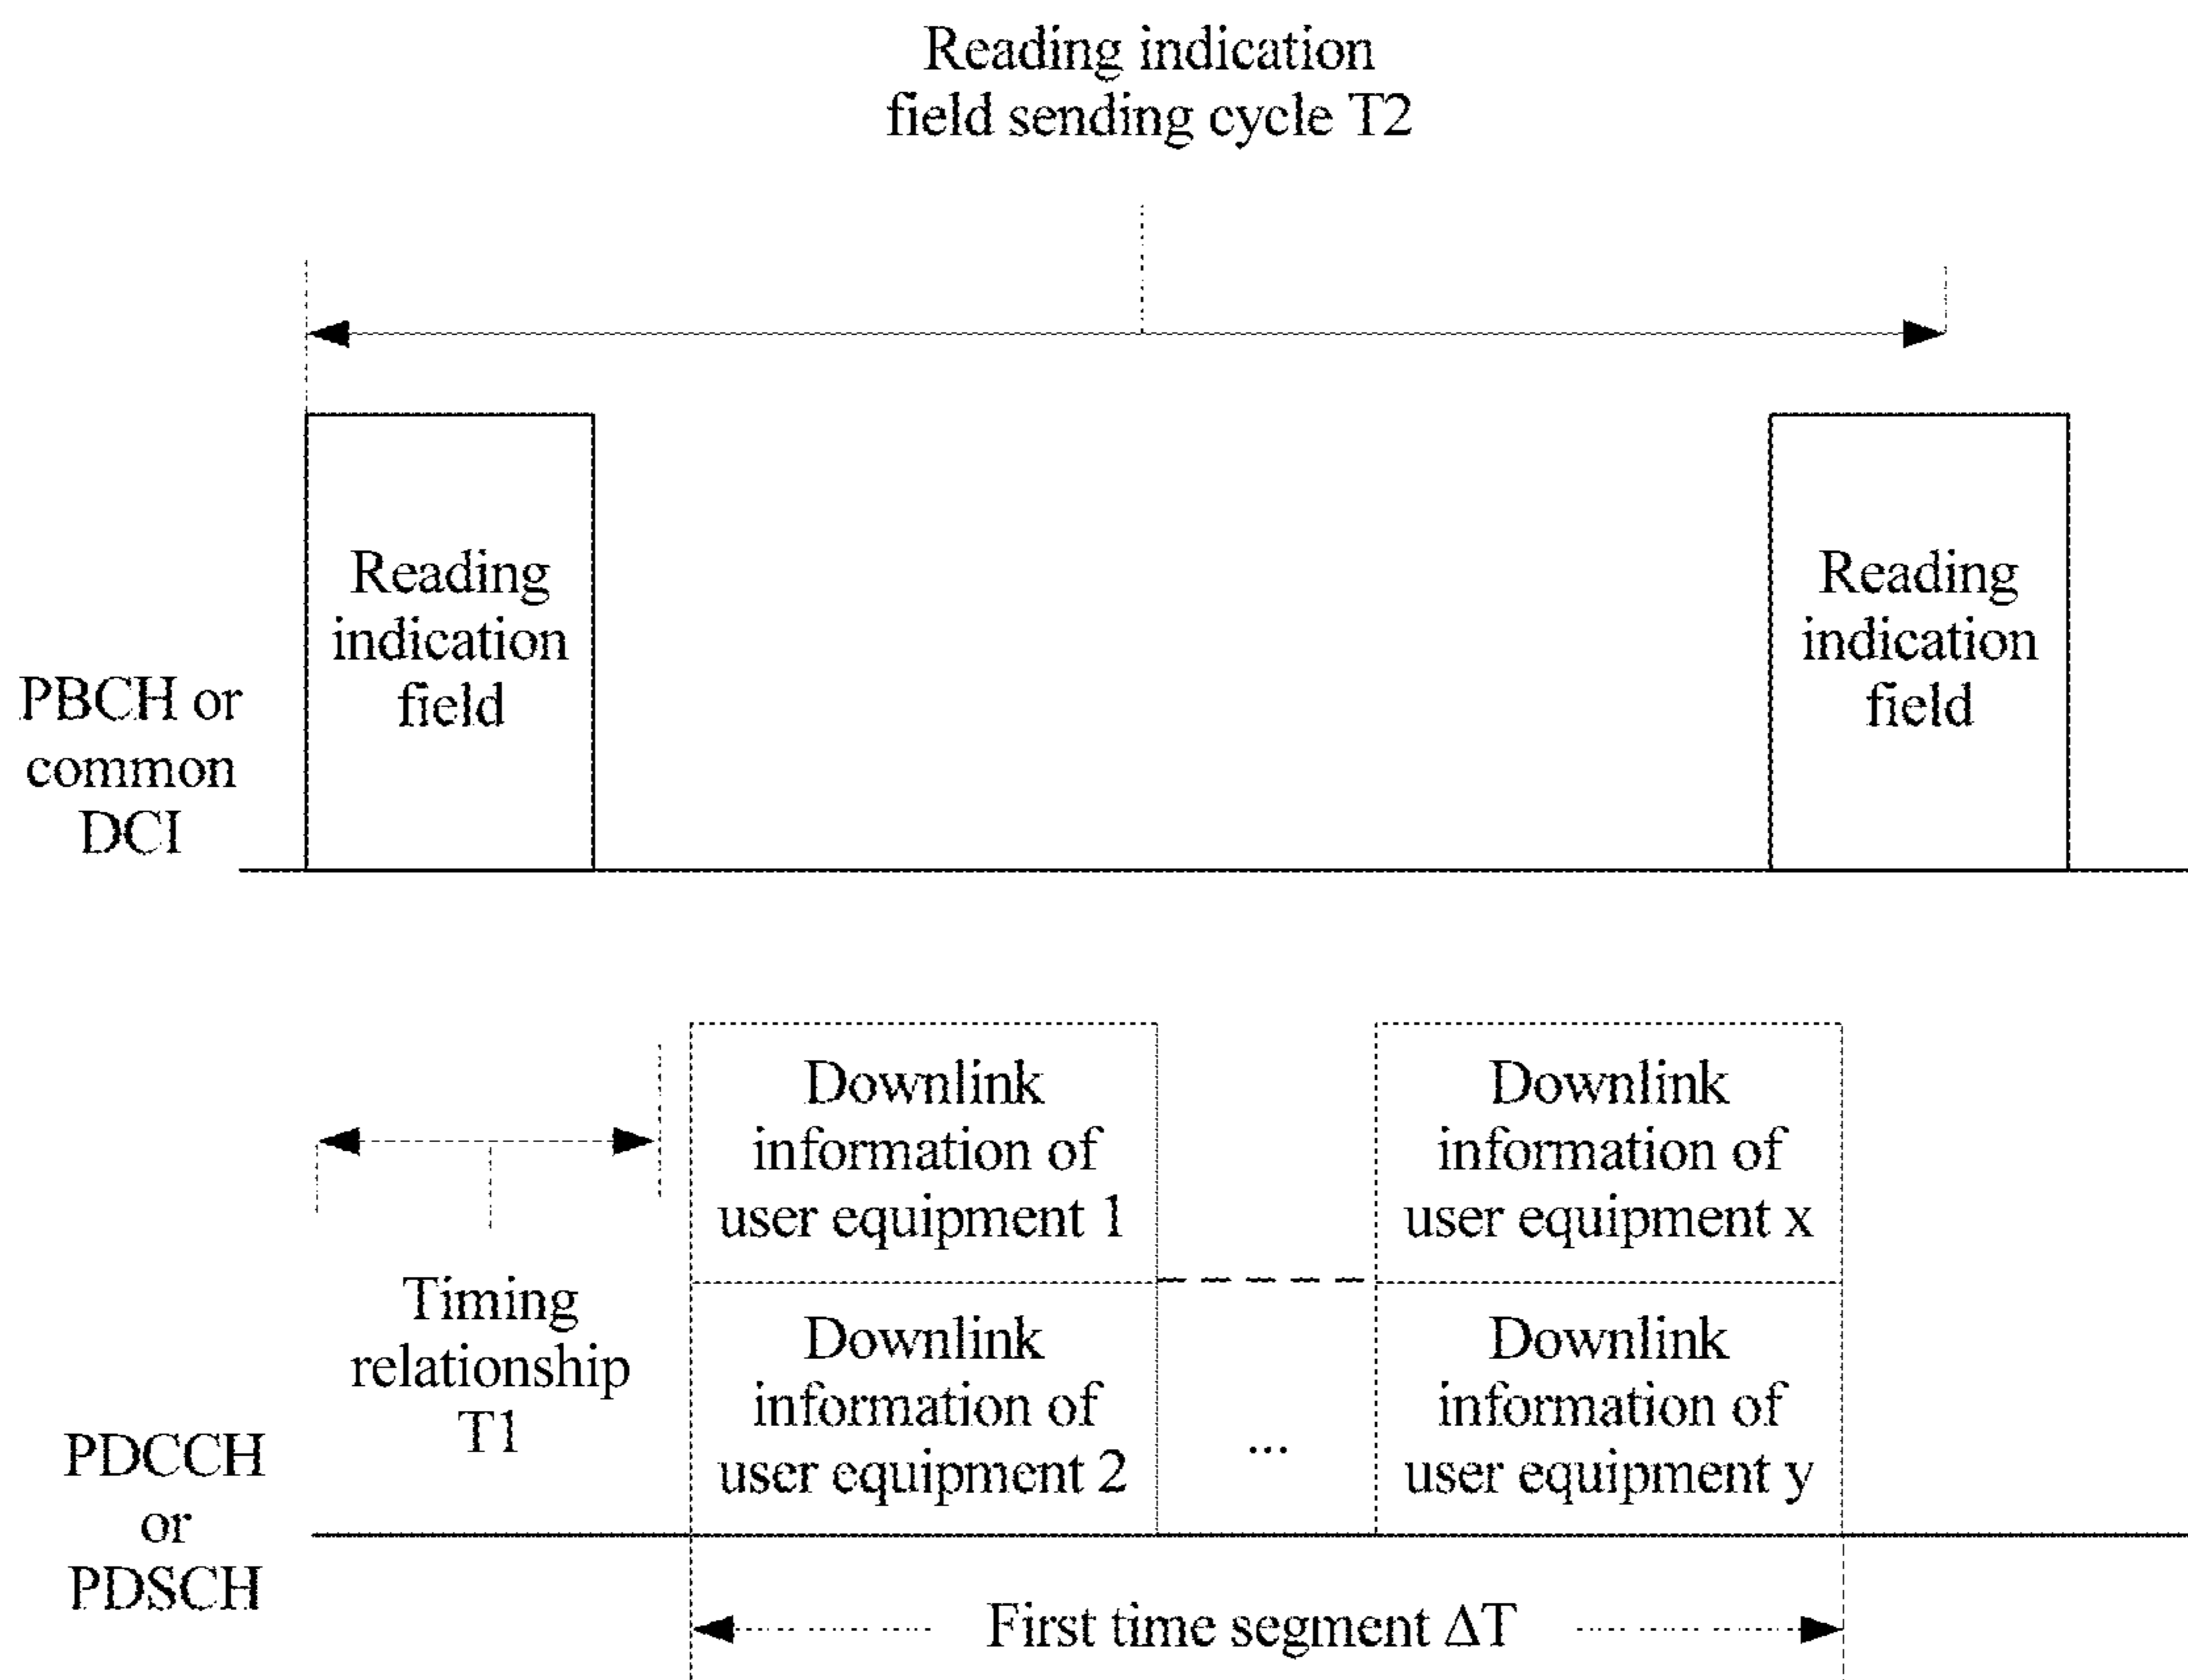 Reading indication
field sending cycle T2
Reading
indication
field
Reading
indication
field
PBCH or
common
DCI
Downlink
information of
user equipment 1
Downlink
information of
user equipment x
Timing
relationship
T1
Downlink
information of
user equipment 2
...
Downlink
information of
user equipment y
PDCCH
or
PDSCH
First time segment ΔT